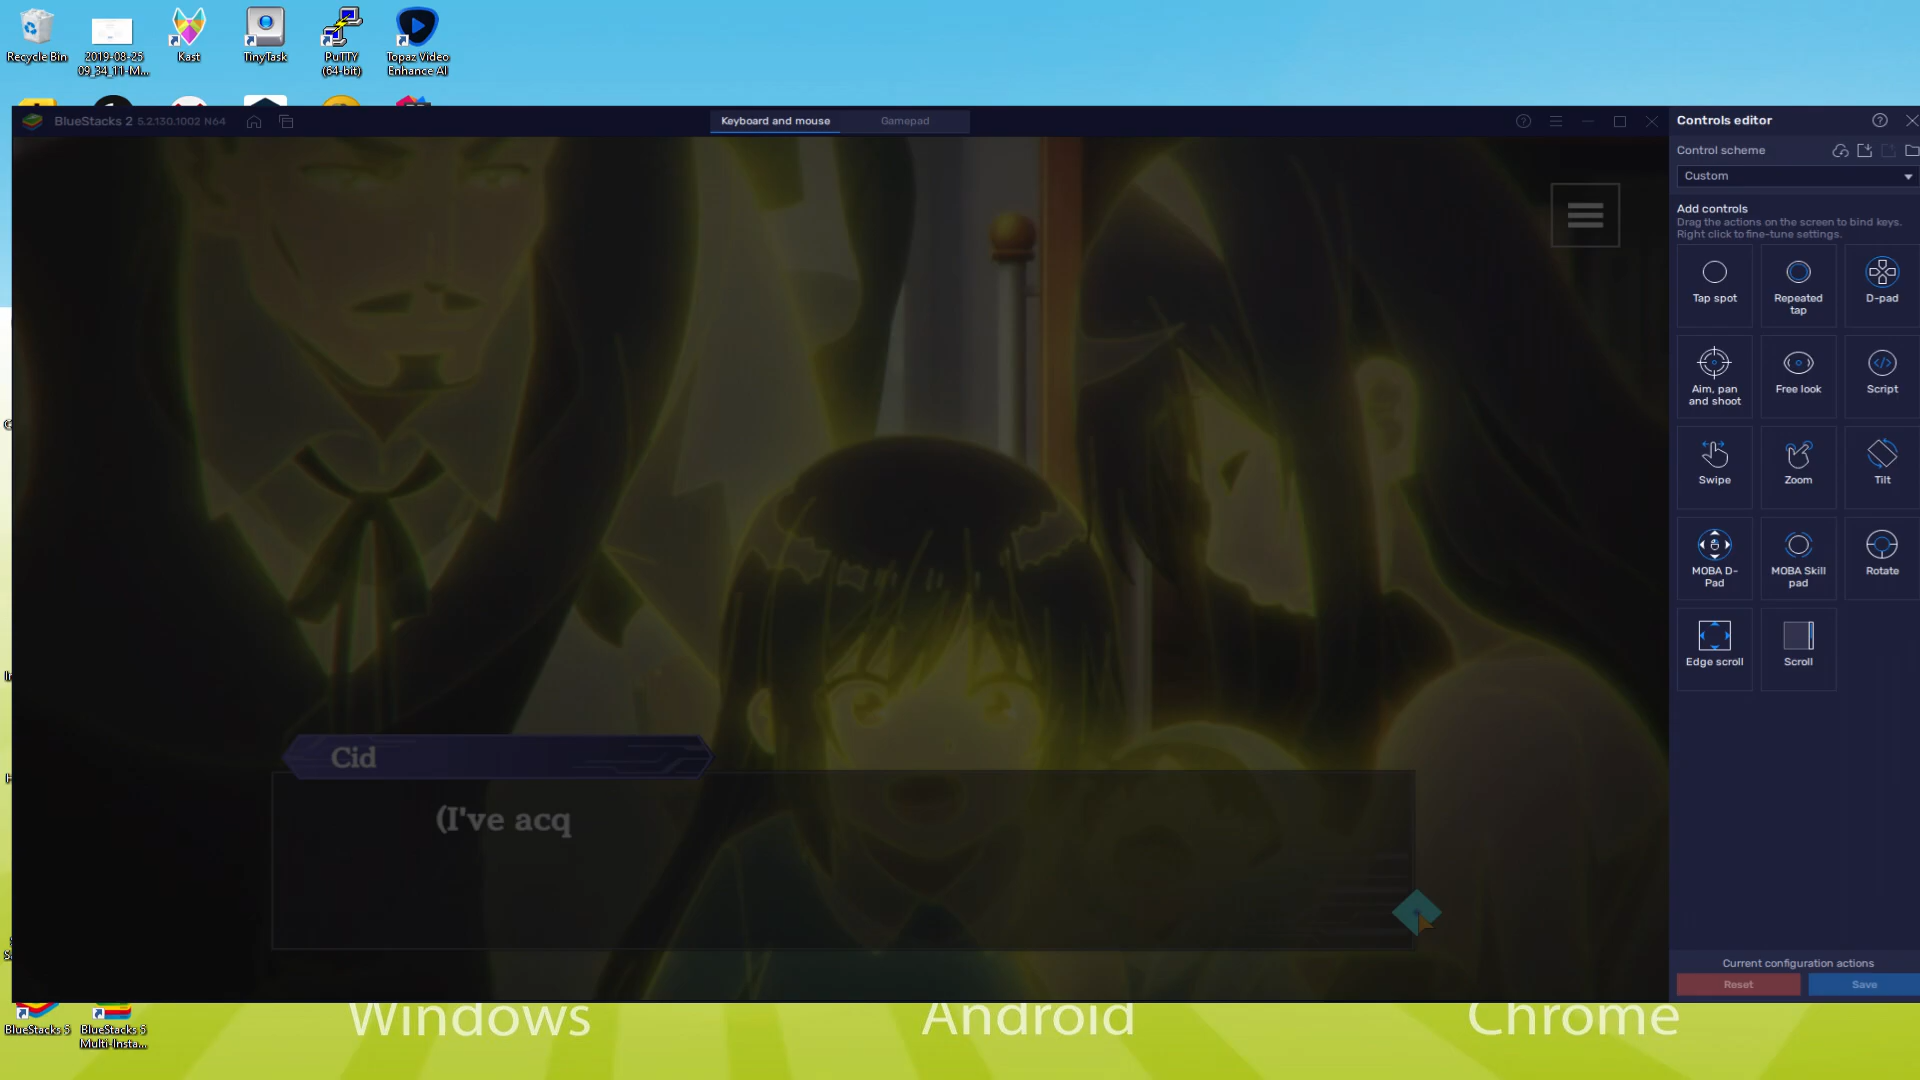 Recycle Bin
2019-08-25
09_34_11-M...
Kast
TinyTask
PuTTY
(64-bit)
Topaz Video
Enhance AI
BlueStacks 2 5.2.130.1002 N64
Keyboard and mouse
Gamepad
Controls editor
Control scheme
Custom
Add controls
Drag the actions on the screen to bind keys.
Right click to fine-tune settings.
Tap spot
Repeated
tap
D-pad
Aim, pan
and shoot
Free look
Script
Swipe
Zoom
Tilt
MOBA D-
Pad
MOBA Skill
pad
Rotate
Edge scroll
Scroll
Cid
(I've acq
Current configuration actions
Reset
Save
BlueStacks 5
BlueStacks 5
Multi-Insta...
Windows
Android
Chrome